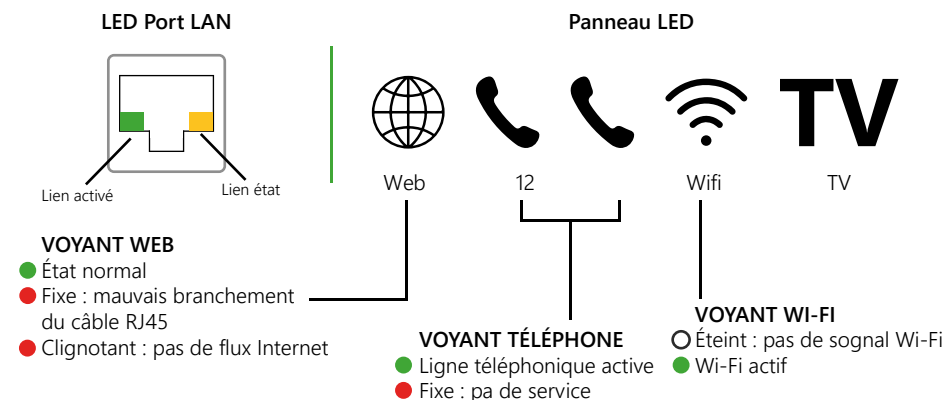 LED Port LAN
Panneau LED
TV
Lien activé
Lien état
Web
12
Wifi
TV
VOYANT WEB
État normal
Fixe : mauvais branchement
du câble RJ45
Clignotant : pas de flux Internet
VOYANT TÉLÉPHONE
Ligne téléphonique active
Fixe : pa de service
VOYANT WI-FI
Éteint : pas de sognal Wi-Fi
Wi-Fi actif